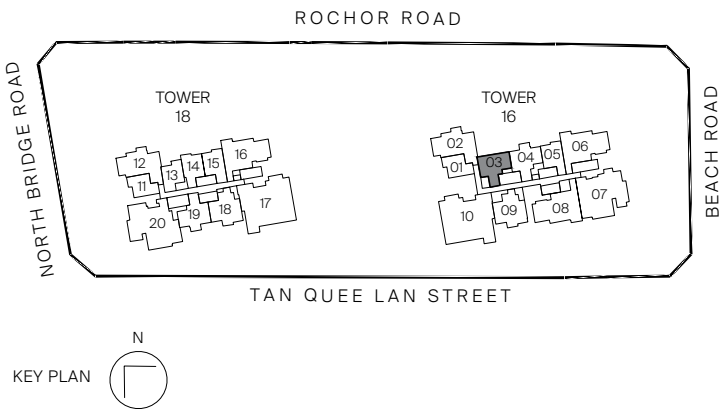 ROCHOR ROAD
NORTH BRIDGE ROAD
TOWER
18
TOWER
16
BEACH ROAD
12
11
13
14
15
16
20
19
18
17
02
01
03
04
05
06
10
09
08
07
TAN QUEE LAN STREET
N
KEY PLAN